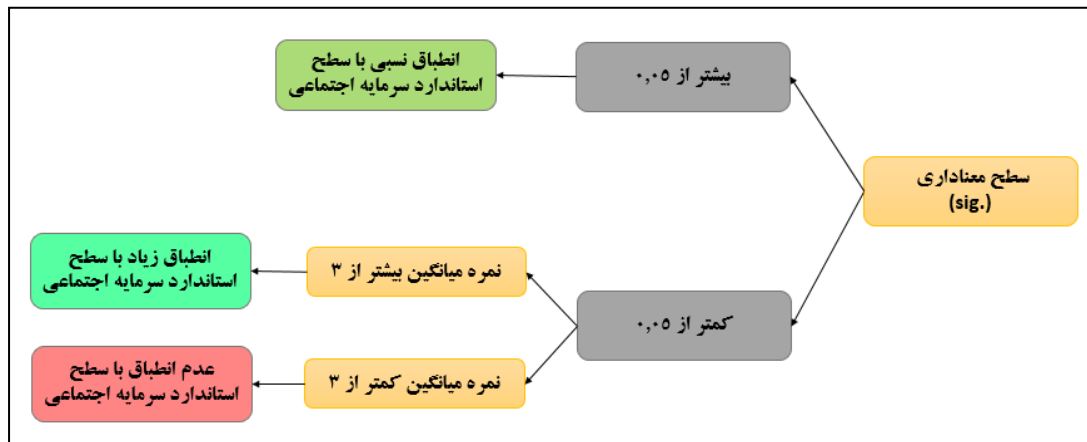 سطح معناداری
(sig.)
بیشتر از ۰,۰۵
انطباق نسبی با سطح
استاندارد سرمایه اجتماعی
کمتر از ۰,۰۵
نمره میانگین بیشتر از ۳
انطباق زیاد با سطح
استاندارد سرمایه اجتماعی
نمره میانگین کمتر از ۳
عدم انطباق با سطح
استاندارد سرمایه اجتماعی